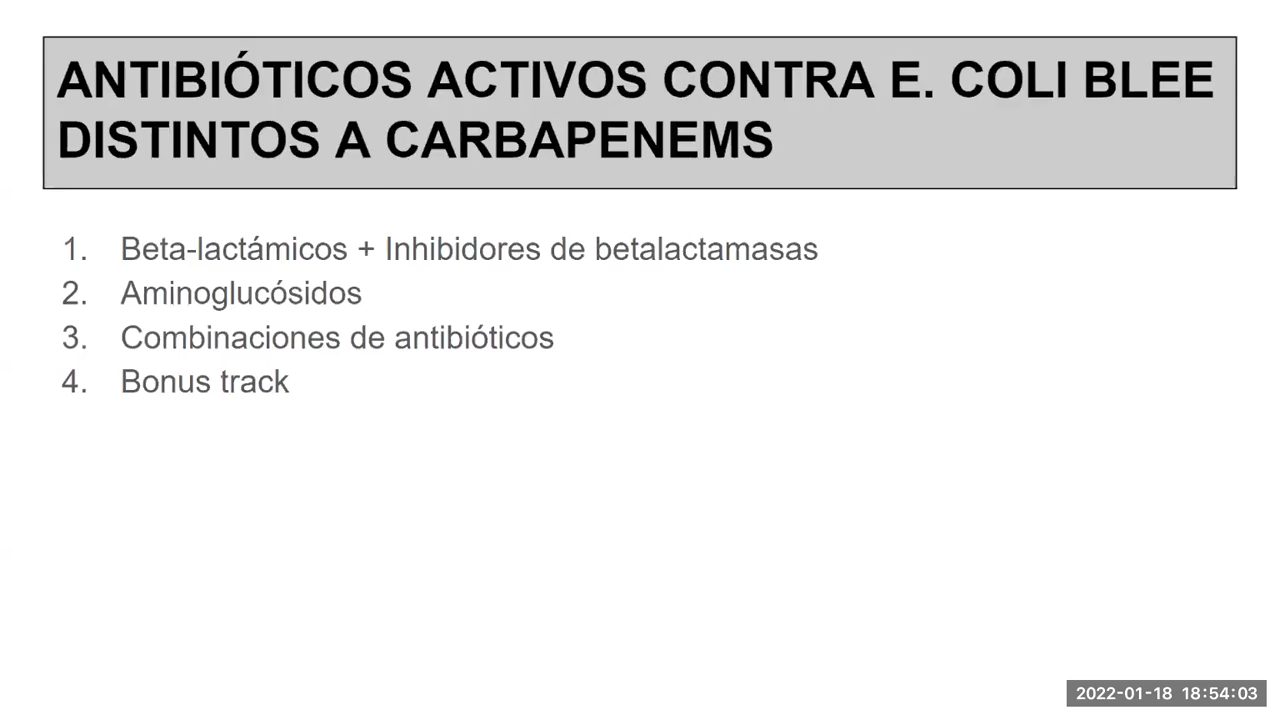 ANTIBIÓTICOS ACTIVOS CONTRA E. COLI BLEE
DISTINTOS A CARBAPENEMS
1. Beta-lactámicos + Inhibidores de betalactamasas
2. Aminoglucósidos
3. Combinaciones de antibióticos
4. Bonus track
2022-01-18 18:54:03